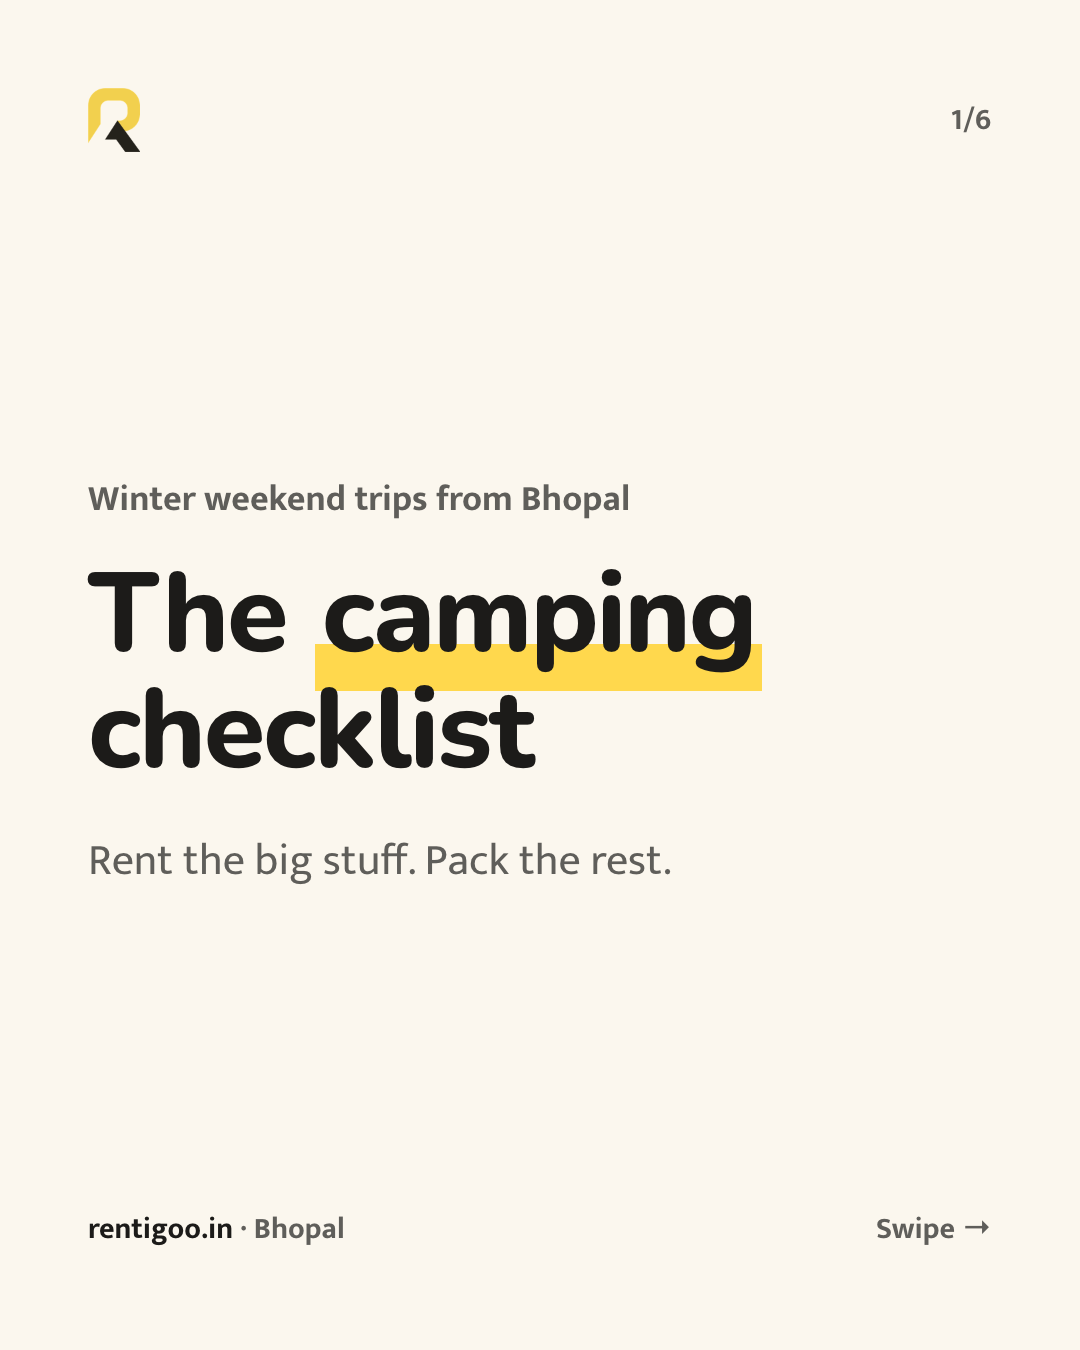 1/6
Winter weekend trips from Bhopal
The camping
checklist
Rent the big stuff. Pack the rest.
rentigoo.in · Bhopal
Swipe →